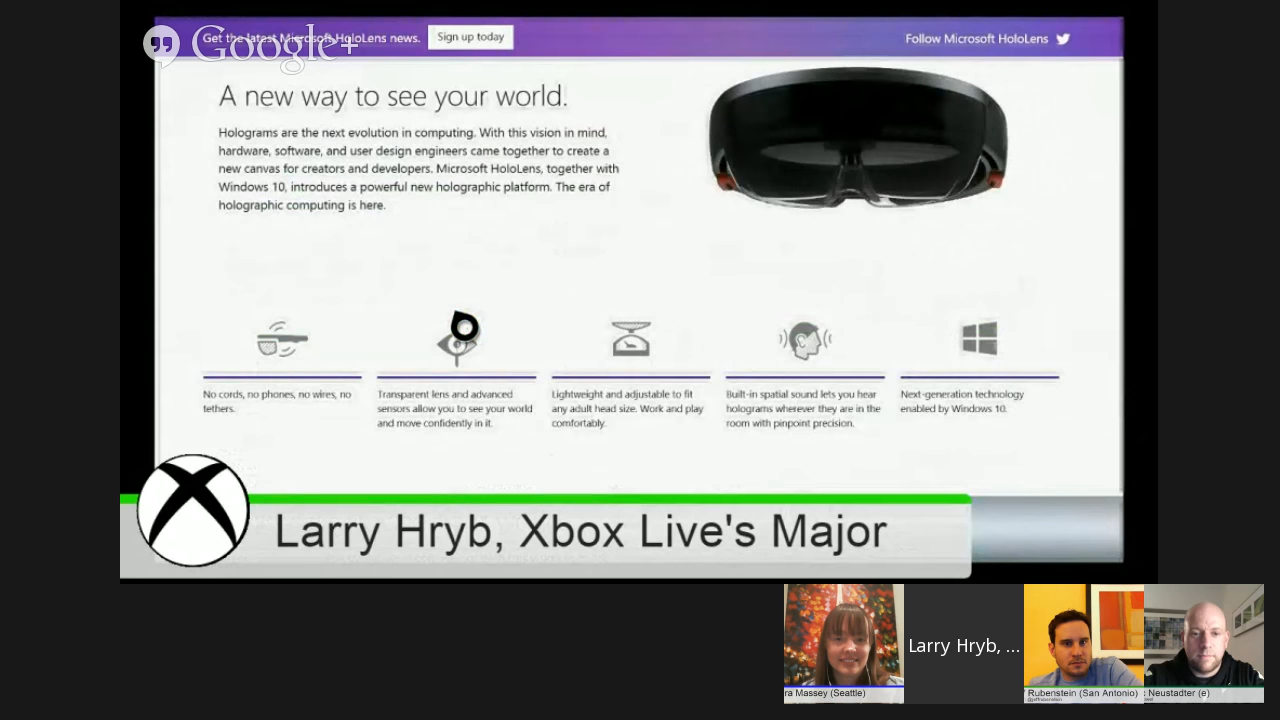 Get the latest Microsoft HoloLens news.
Sign up today
Follow Microsoft HoloLens
Google+
A new way to see your world.
Holograms are the next evolution in computing. With this vision in mind,
hardware, software, and user design engineers came together to create a
new canvas for creators and developers. Microsoft HoloLens, together with
Windows 10, introduces a powerful new holographic platform. The era of
holographic computing is here.
No cords, no phones, no wires, no
tethers.
Transparent lens and advanced
sensors allow you to see your world
and move confidently in it.
Lightweight and adjustable to fit
any adult head size. Work and play
comfortably.
Built-in spatial sound lets you hear
holograms wherever they are in the
room with pinpoint precision.
Next-generation technology
enabled by Windows 10.
Larry Hryb, Xbox Live's Major
Larry Hryb, ...
ra Massey (Seattle)
Rubenstein (San Antonio)
Neustadter (e)